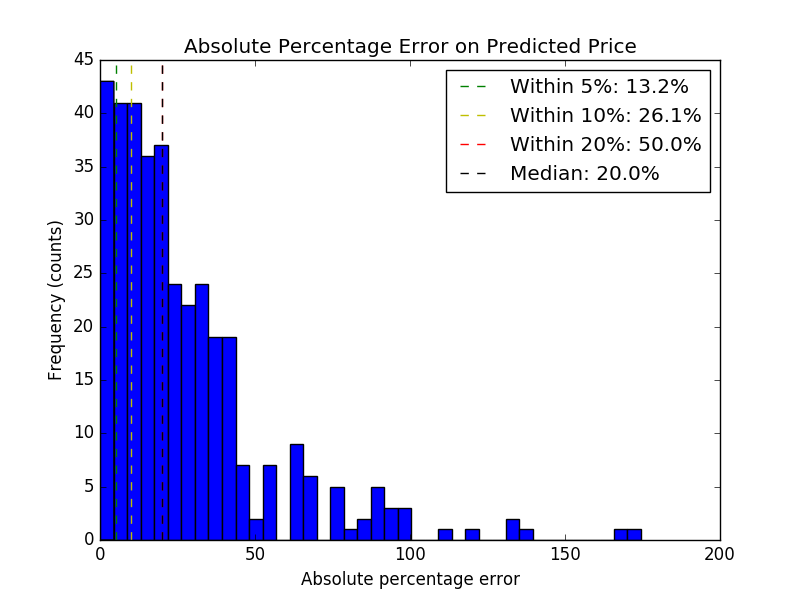 Absolute Percentage Error on Predicted Price
Within 5%: 13.2%
Within 10%: 26.1%
Within 20%: 50.0%
Median: 20.0%
45
40
35
30
25
20
15
10
5
0
Frequency (counts)
0 50 100 150 200
Absolute percentage error